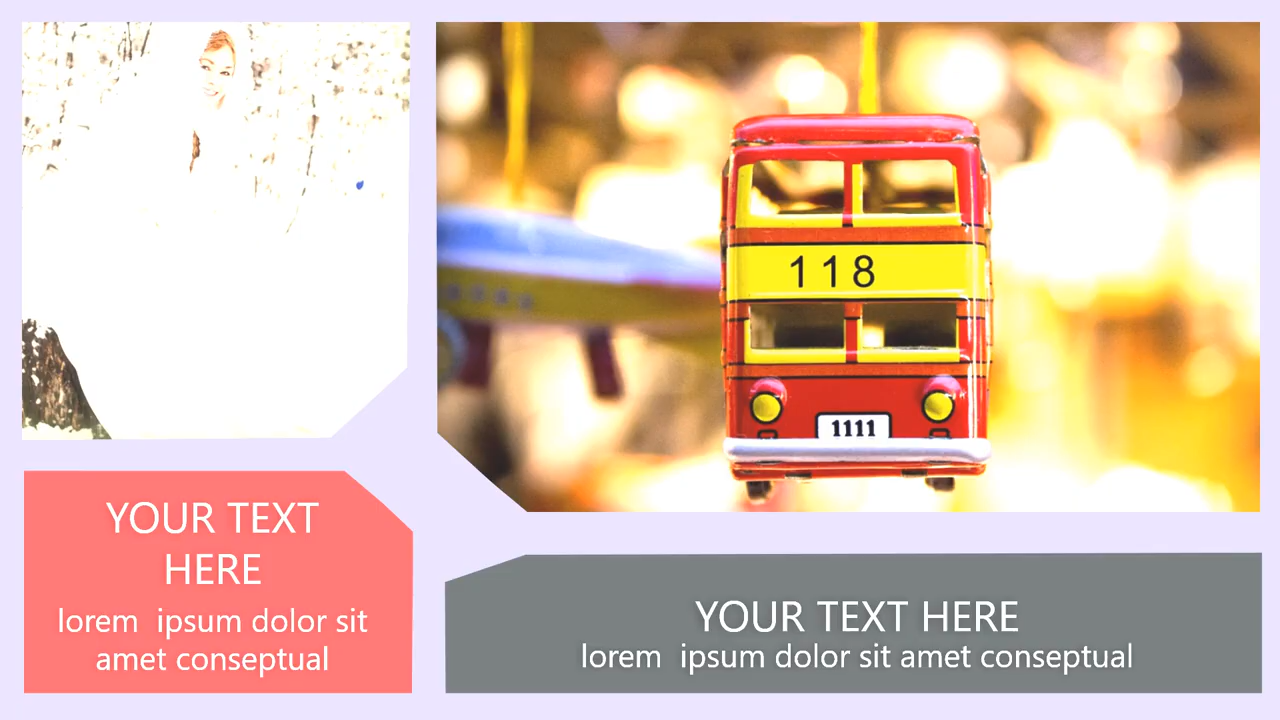 118
1111
YOUR TEXT
HERE
lorem  ipsum dolor sit
amet conseptual
YOUR TEXT HERE
lorem  ipsum dolor sit amet conseptual